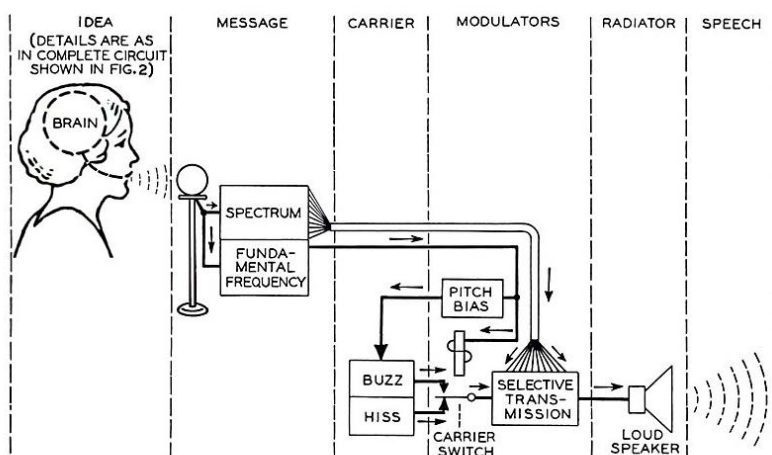 IDEA
(DETAILS ARE AS
IN COMPLETE CIRCUIT
SHOWN IN FIG.2)
MESSAGE
CARRIER
MODULATORS
RADIATOR
SPEECH
BRAIN
SPECTRUM
FUNDA-
MENTAL
FREQUENCY
PITCH
BIAS
BUZZ
HISS
CARRIER
SWITCH
SELECTIVE
TRANS-
MISSION
LOUD
SPEAKER